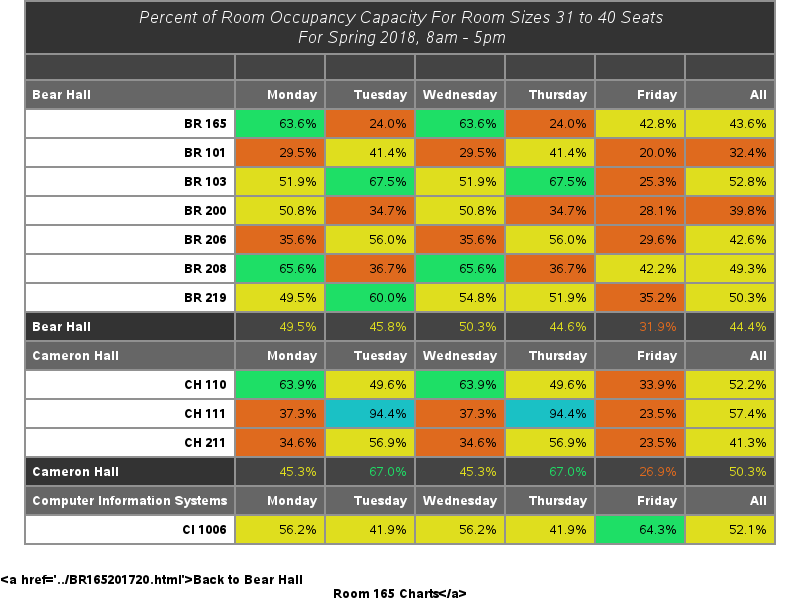 Percent of Room Occupancy Capacity For Room Sizes 31 to 40 Seats
For Spring 2018, 8am - 5pm
Bear Hall Monday Tuesday Wednesday Thursday Friday All
BR 165 63.6% 24.0% 63.6% 24.0% 42.8% 43.6%
BR 101 29.5% 41.4% 29.5% 41.4% 20.0% 32.4%
BR 103 51.9% 67.5% 51.9% 67.5% 25.3% 52.8%
BR 200 50.8% 34.7% 50.8% 34.7% 28.1% 39.8%
BR 206 35.6% 56.0% 35.6% 56.0% 29.6% 42.6%
BR 208 65.6% 36.7% 65.6% 36.7% 42.2% 49.3%
BR 219 49.5% 60.0% 54.8% 51.9% 35.2% 50.3%
Bear Hall 49.5% 45.8% 50.3% 44.6% 31.9% 44.4%
Cameron Hall Monday Tuesday Wednesday Thursday Friday All
CH 110 63.9% 49.6% 63.9% 49.6% 33.9% 52.2%
CH 111 37.3% 94.4% 37.3% 94.4% 23.5% 57.4%
CH 211 34.6% 56.9% 34.6% 56.9% 23.5% 41.3%
Cameron Hall 45.3% 67.0% 45.3% 67.0% 26.9% 50.3%
Computer Information Systems Monday Tuesday Wednesday Thursday Friday All
CI 1006 56.2% 41.9% 56.2% 41.9% 64.3% 52.1%
<a href='../BR165201720.html'>Back to Bear Hall
Room 165 Charts</a>